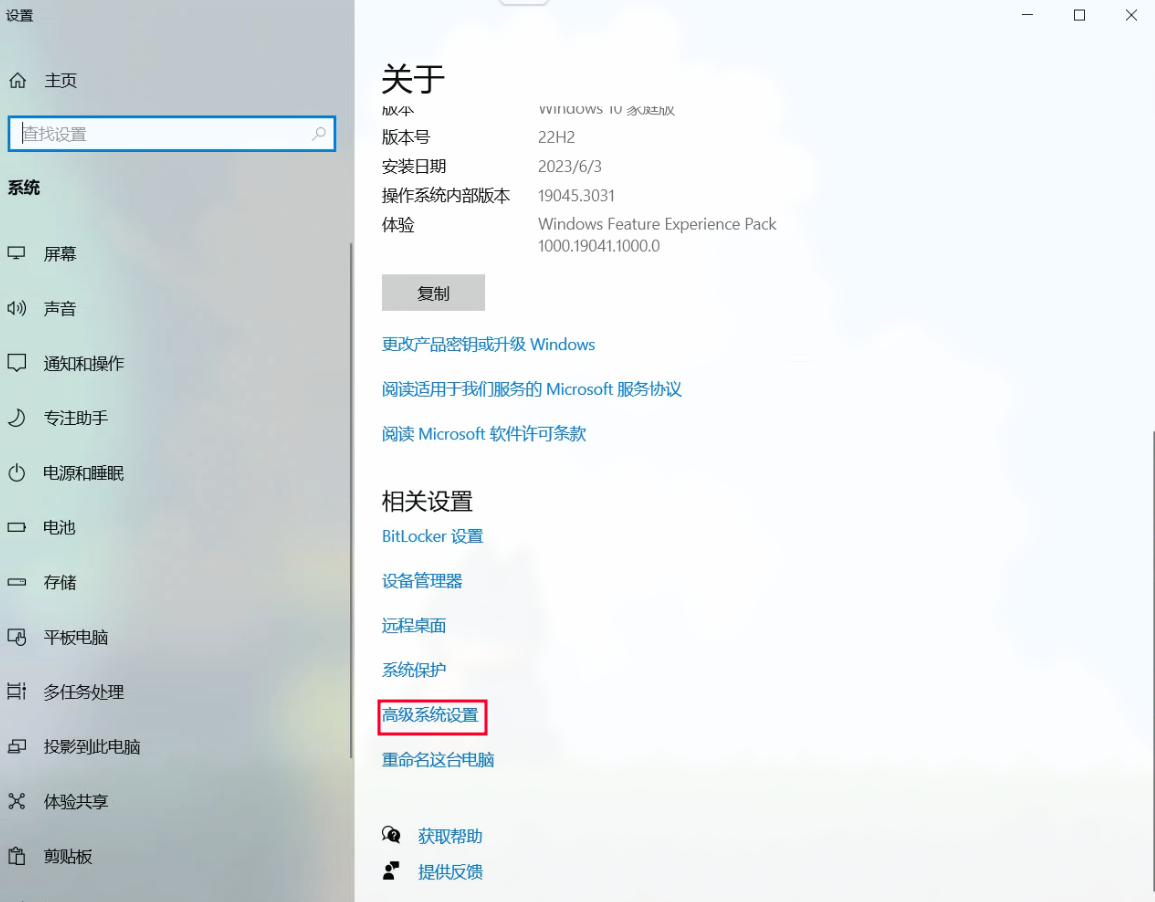 设置
主页
查找设置
系统
屏幕
声音
通知和操作
专注助手
电源和睡眠
电池
存储
平板电脑
多任务处理
投影到此电脑
体验共享
剪贴板
关于
版本 Windows 10 家庭版
版本号 22H2
安装日期 2023/6/3
操作系统内部版本 19045.3031
体验 Windows Feature Experience Pack
1000.19041.1000.0
复制
更改产品密钥或升级 Windows
阅读适用于我们服务的 Microsoft 服务协议
阅读 Microsoft 软件许可条款
相关设置
BitLocker 设置
设备管理器
远程桌面
系统保护
高级系统设置
重命名这台电脑
获取帮助
提供反馈